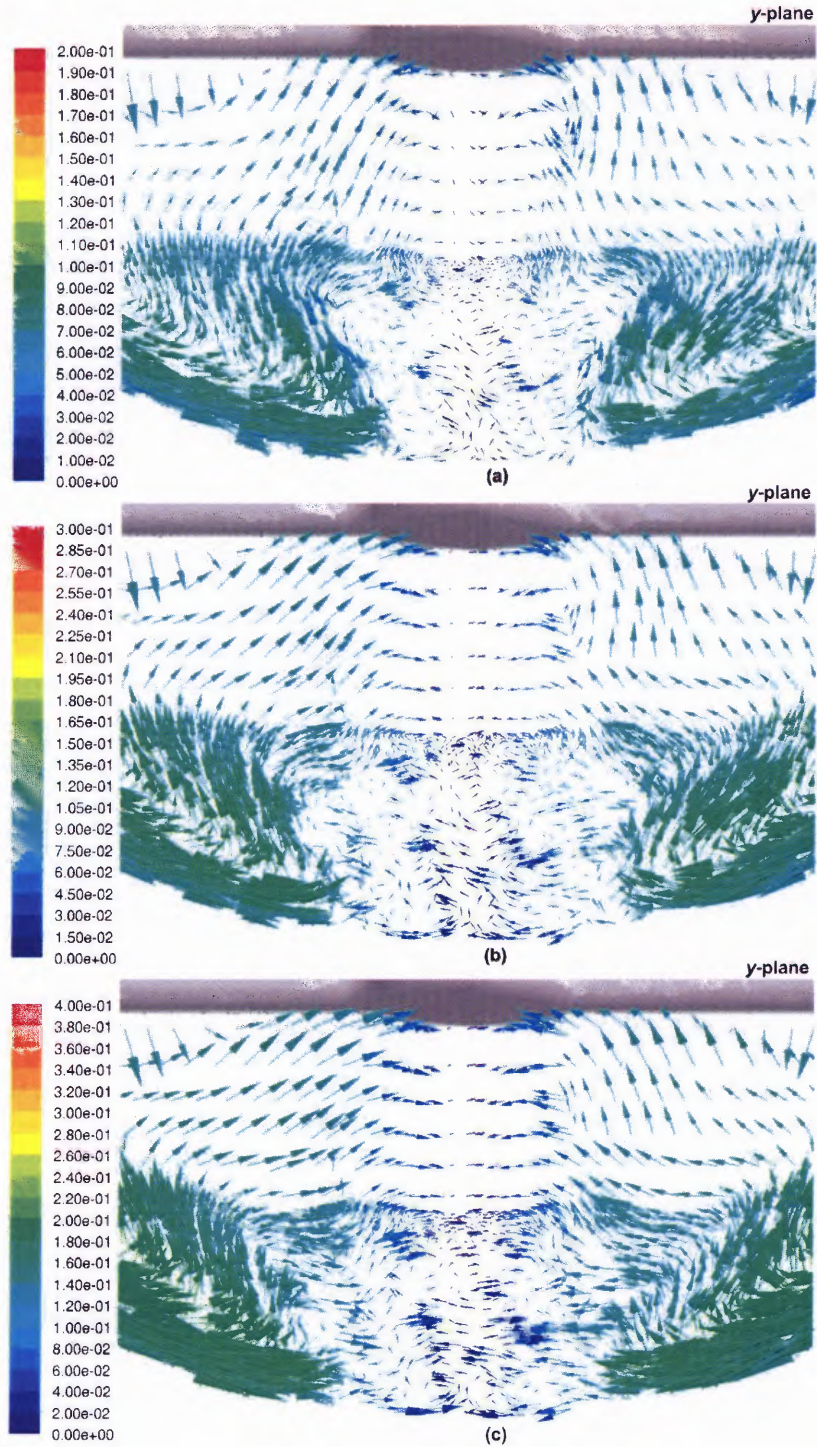 y-plane
2.00e-01
1.90e-01
1.80e-01
1.70e-01
1.60e-01
1.50e-01
1.40e-01
1.30e-01
1.20e-01
1.10e-01
1.00e-01
9.00e-02
8.00e-02
7.00e-02
6.00e-02
5.00e-02
4.00e-02
3.00e-02
2.00e-02
1.00e-02
0.00e+00
(a)
y-plane
3.00e-01
2.85e-01
2.70e-01
2.55e-01
2.40e-01
2.25e-01
2.10e-01
1.95e-01
1.80e-01
1.65e-01
1.50e-01
1.35e-01
1.20e-01
1.05e-01
9.00e-02
7.50e-02
6.00e-02
4.50e-02
3.00e-02
1.50e-02
0.00e+00
(b)
y-plane
4.00e-01
3.80e-01
3.60e-01
3.40e-01
3.20e-01
3.00e-01
2.80e-01
2.60e-01
2.40e-01
2.20e-01
2.00e-01
1.80e-01
1.60e-01
1.40e-01
1.20e-01
1.00e-01
8.00e-02
6.00e-02
4.00e-02
2.00e-02
0.00e+00
(c)